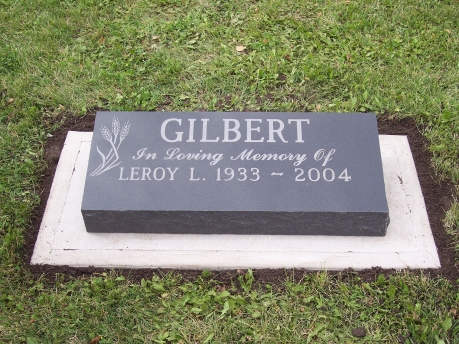 GILBERT
In Loving Memory Of
LEROY L. 1933 ~ 2004